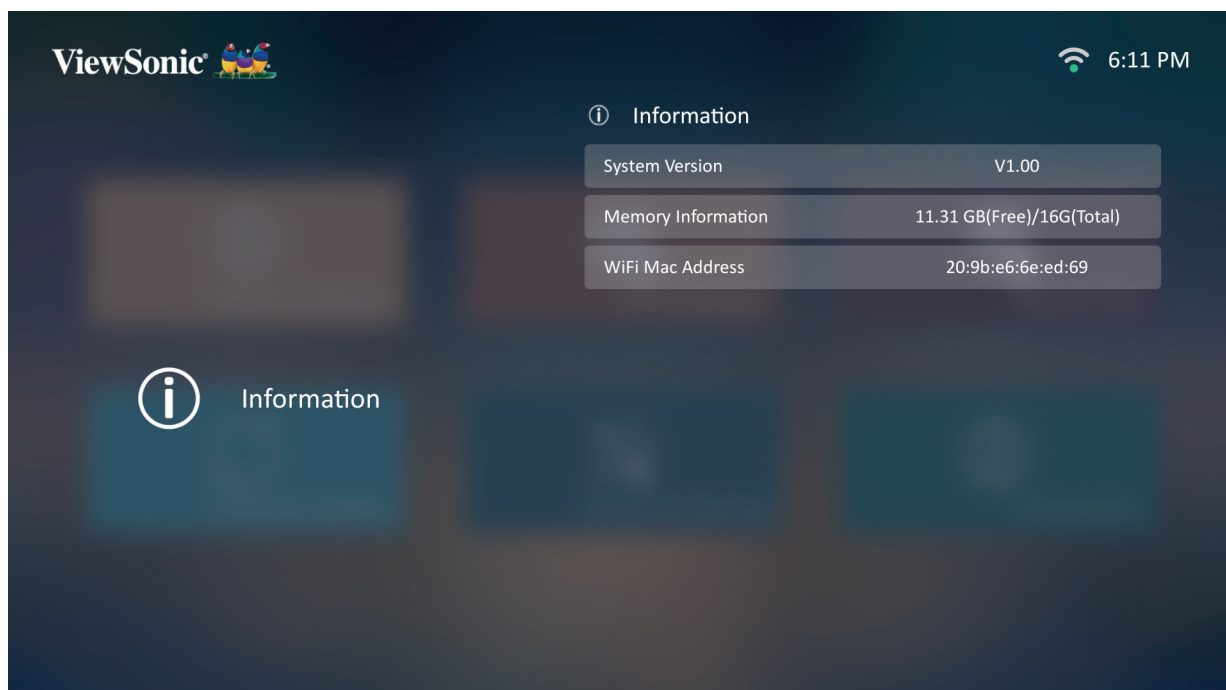 ViewSonic®
6:11 PM
Information
System Version V1.00
Memory Information 11.31 GB(Free)/16G(Total)
WiFi Mac Address 20:9b:e6:6e:ed:69
Information